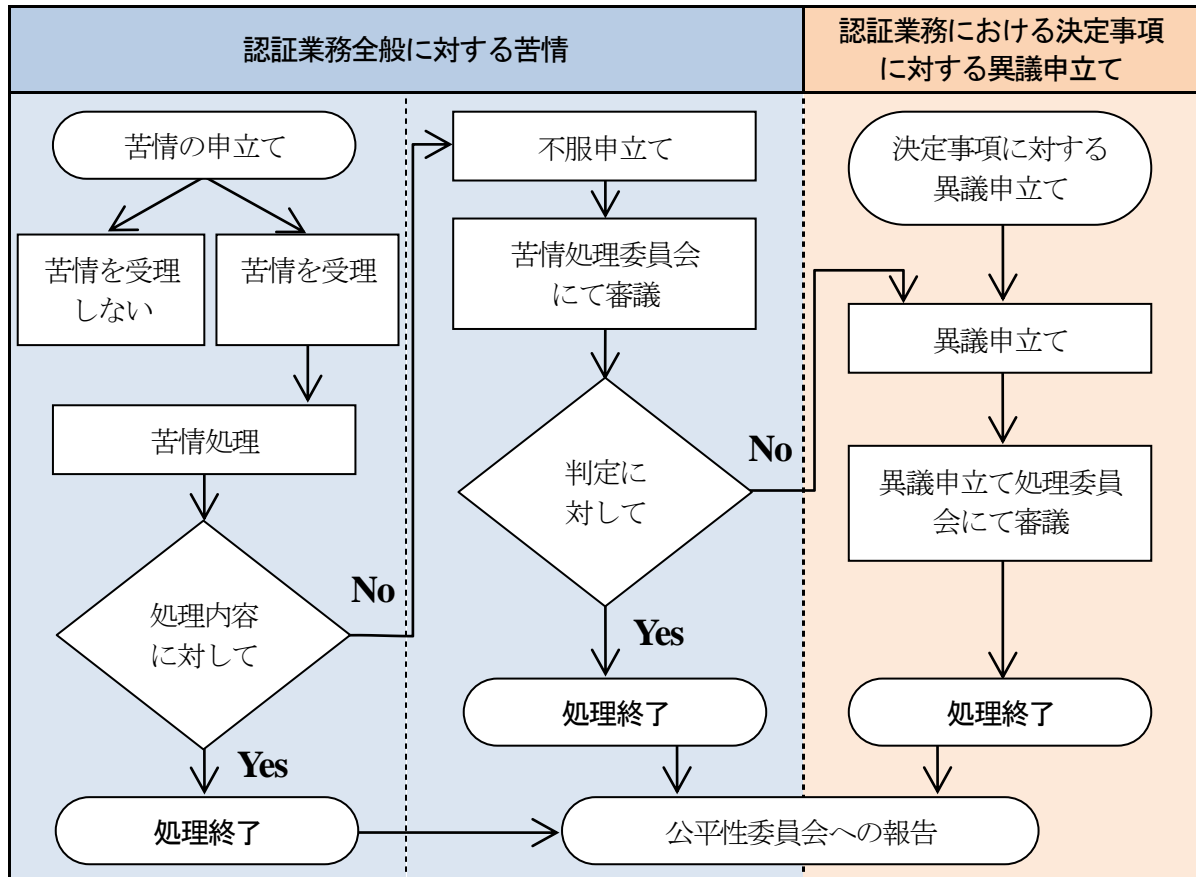 認証業務全般に対する苦情
認証業務における決定事項
に対する異議申立て
苦情の申立て
苦情を受理
しない
苦情を受理
苦情処理
処理内容
に対して
No
Yes
処理終了
不服申立て
苦情処理委員会
にて審議
判定に
対して
No
Yes
処理終了
決定事項に対する
異議申立て
異議申立て
異議申立て処理委員
会にて審議
処理終了
公平性委員会への報告